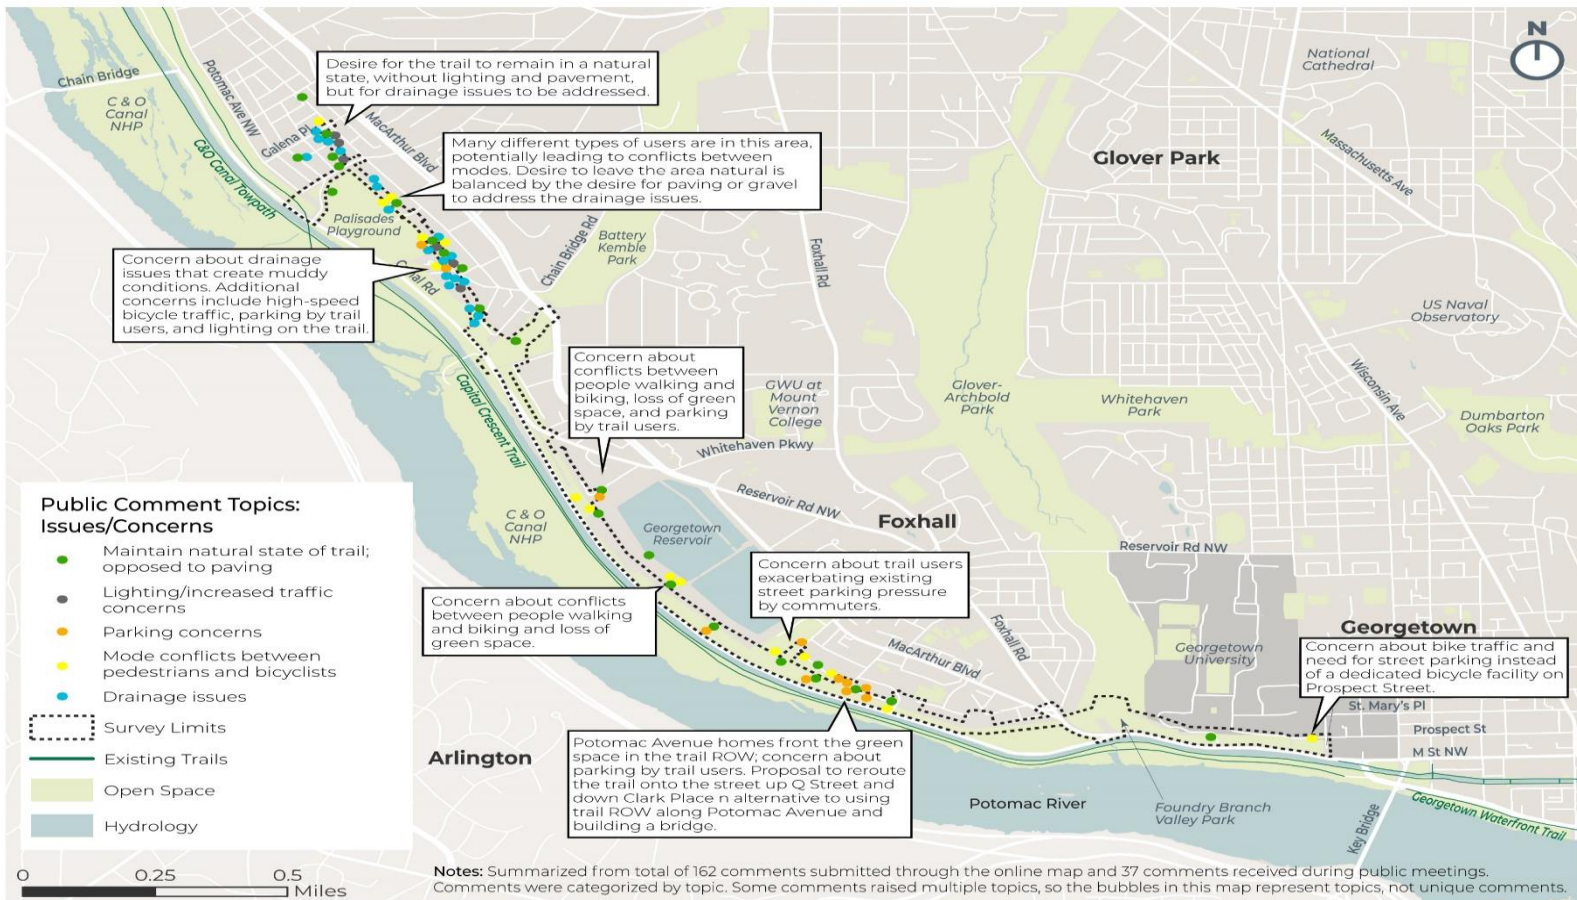 N
National
Cathedral
Chain Bridge
C & O
Canal
NHP
Potomac Ave NW
Galena Pl
MacArthur Blvd
Desire for the trail to remain in a natural
state, without lighting and pavement,
but for drainage issues to be addressed.
Many different types of users are in this area,
potentially leading to conflicts between
modes. Desire to leave the area natural is
balanced by the desire for paving or gravel
to address the drainage issues.
Massachusetts Ave
Glover Park
C&O Canal Towpath
Palisades
Playground
Concern about drainage
issues that create muddy
conditions. Additional
concerns include high-speed
bicycle traffic, parking by trail
users, and lighting on the trail.
Canal Rd
Chain Bridge Rd
Battery
Kemble
Park
Foxhall Rd
US Naval
Observatory
Wisconsin Ave
Capital Crescent Trail
Concern about
conflicts between
people walking and
biking, loss of green
space, and parking
by trail users.
GWU at
Mount
Vernon
College
Glover-
Archbold
Park
Whitehaven
Park
Dumbarton
Oaks Park
Whitehaven Pkwy
Reservoir Rd NW
Foxhall
Reservoir Rd NW
C & O
Canal
NHP
Georgetown
Reservoir
Concern about trail users
exacerbating existing
street parking pressure
by commuters.
Concern about conflicts
between people walking
and biking and loss of
green space.
MacArthur Blvd
Foxhall Rd
Georgetown
University
Georgetown
Concern about bike traffic and
need for street parking instead
of a dedicated bicycle facility on
Prospect Street.
St. Mary's Pl
Prospect St
M St NW
Public Comment Topics:
Issues/Concerns
Maintain natural state of trail;
opposed to paving
Lighting/increased traffic
concerns
Parking concerns
Mode conflicts between
pedestrians and bicyclists
Drainage issues
Survey Limits
Existing Trails
Open Space
Hydrology
Arlington
Potomac Avenue homes front the green
space in the trail ROW; concern about
parking by trail users. Proposal to reroute
the trail onto the street up Q Street and
down Clark Place n alternative to using
trail ROW along Potomac Avenue and
building a bridge.
Potomac River
Foundry Branch
Valley Park
Key Bridge
Georgetown Waterfront Trail
0 0.25 0.5
Miles
Notes: Summarized from total of 162 comments submitted through the online map and 37 comments received during public meetings.
Comments were categorized by topic. Some comments raised multiple topics, so the bubbles in this map represent topics, not unique comments.